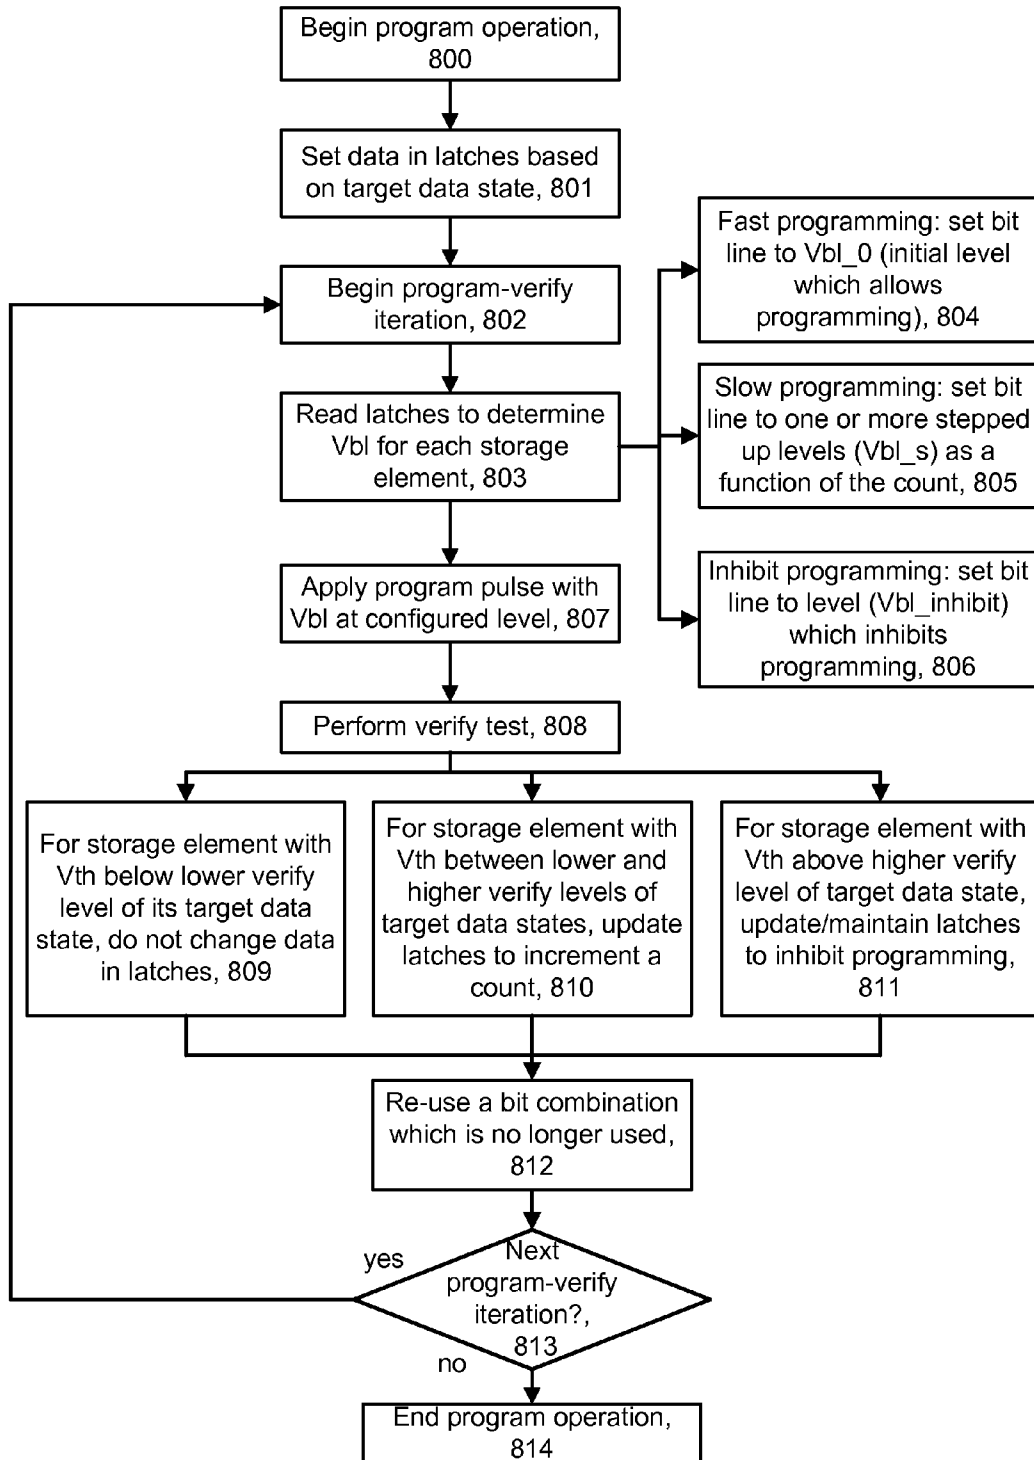 Begin program operation,
800
Set data in latches based
on target data state, 801
Begin program-verify
iteration, 802
Read latches to determine
Vbl for each storage
element, 803
Fast programming: set bit
line to Vbl_0 (initial level
which allows
programming), 804
Slow programming: set bit
line to one or more stepped
up levels (Vbl_s) as a
function of the count, 805
Inhibit programming: set bit
line to level (Vbl_inhibit)
which inhibits
programming, 806
Apply program pulse with
Vbl at configured level, 807
Perform verify test, 808
For storage element with
Vth below lower verify
level of its target data
state, do not change data
in latches, 809
For storage element with
Vth between lower and
higher verify levels of
target data states, update
latches to increment a
count, 810
For storage element with
Vth above higher verify
level of target data state,
update/maintain latches
to inhibit programming,
811
Re-use a bit combination
which is no longer used,
812
yes
Next
program-verify
iteration?,
813
no
End program operation,
814